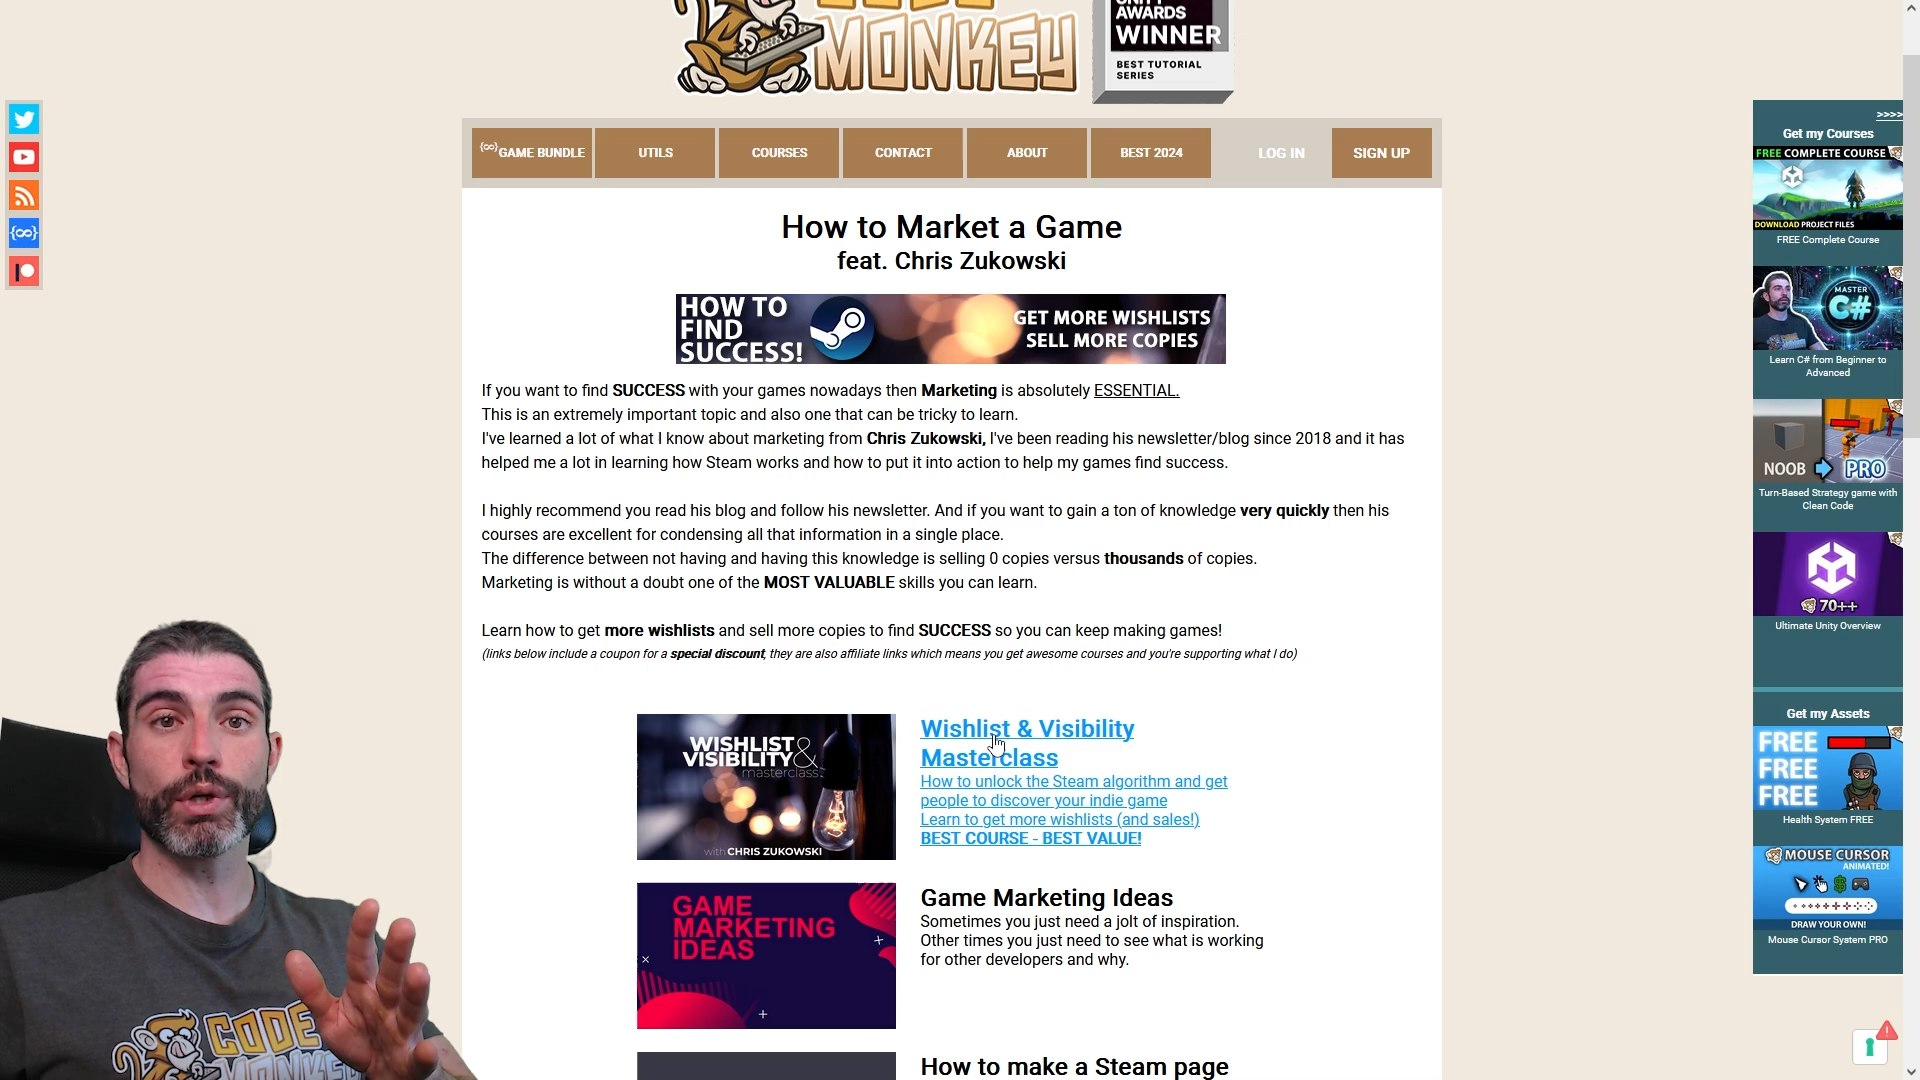 MONKEY
AWARDS
WINNER
BEST TUTORIAL
SERIES
GAME BUNDLE
UTILS
COURSES
CONTACT
ABOUT
BEST 2024
LOG IN
SIGN UP
How to Market a Game
feat. Chris Zukowski
HOW TO
FIND
SUCCESS!
GET MORE WISHLISTS
SELL MORE COPIES
If you want to find SUCCESS with your games nowadays then Marketing is absolutely ESSENTIAL.
This is an extremely important topic and also one that can be tricky to learn.
I've learned a lot of what I know about marketing from Chris Zukowski, I've been reading his newsletter/blog since 2018 and it has
helped me a lot in learning how Steam works and how to put it into action to help my games find success.
I highly recommend you read his blog and follow his newsletter. And if you want to gain a ton of knowledge very quickly then his
courses are excellent for condensing all that information in a single place.
The difference between not having and having this knowledge is selling 0 copies versus thousands of copies.
Marketing is without a doubt one of the MOST VALUABLE skills you can learn.
Learn how to get more wishlists and sell more copies to find SUCCESS so you can keep making games!
(links below include a coupon for a special discount, they are also affiliate links which means you get awesome courses and you're supporting what I do)
WISHLIST &
VISIBILITY
masterclass
with CHRIS ZUKOWSKI
Wishlist & Visibility
Masterclass
How to unlock the Steam algorithm and get
people to discover your indie game
Learn to get more wishlists (and sales!)
BEST COURSE - BEST VALUE!
GAME
MARKETING
IDEAS
Game Marketing Ideas
Sometimes you just need a jolt of inspiration.
Other times you just need to see what is working
for other developers and why.
How to make a Steam page
>>>>
Get my Courses
FREE COMPLETE COURSE
DOWNLOAD PROJECT FILES
FREE Complete Course
MASTER
C#
Learn C# from Beginner to
Advanced
NOOB PRO
Turn-Based Strategy game with
Clean Code
70++
Ultimate Unity Overview
Get my Assets
FREE
FREE
FREE
Health System FREE
MOUSE CURSOR
ANIMATED!
DRAW YOUR OWN!
Mouse Cursor System PRO
CODE
MONKEY